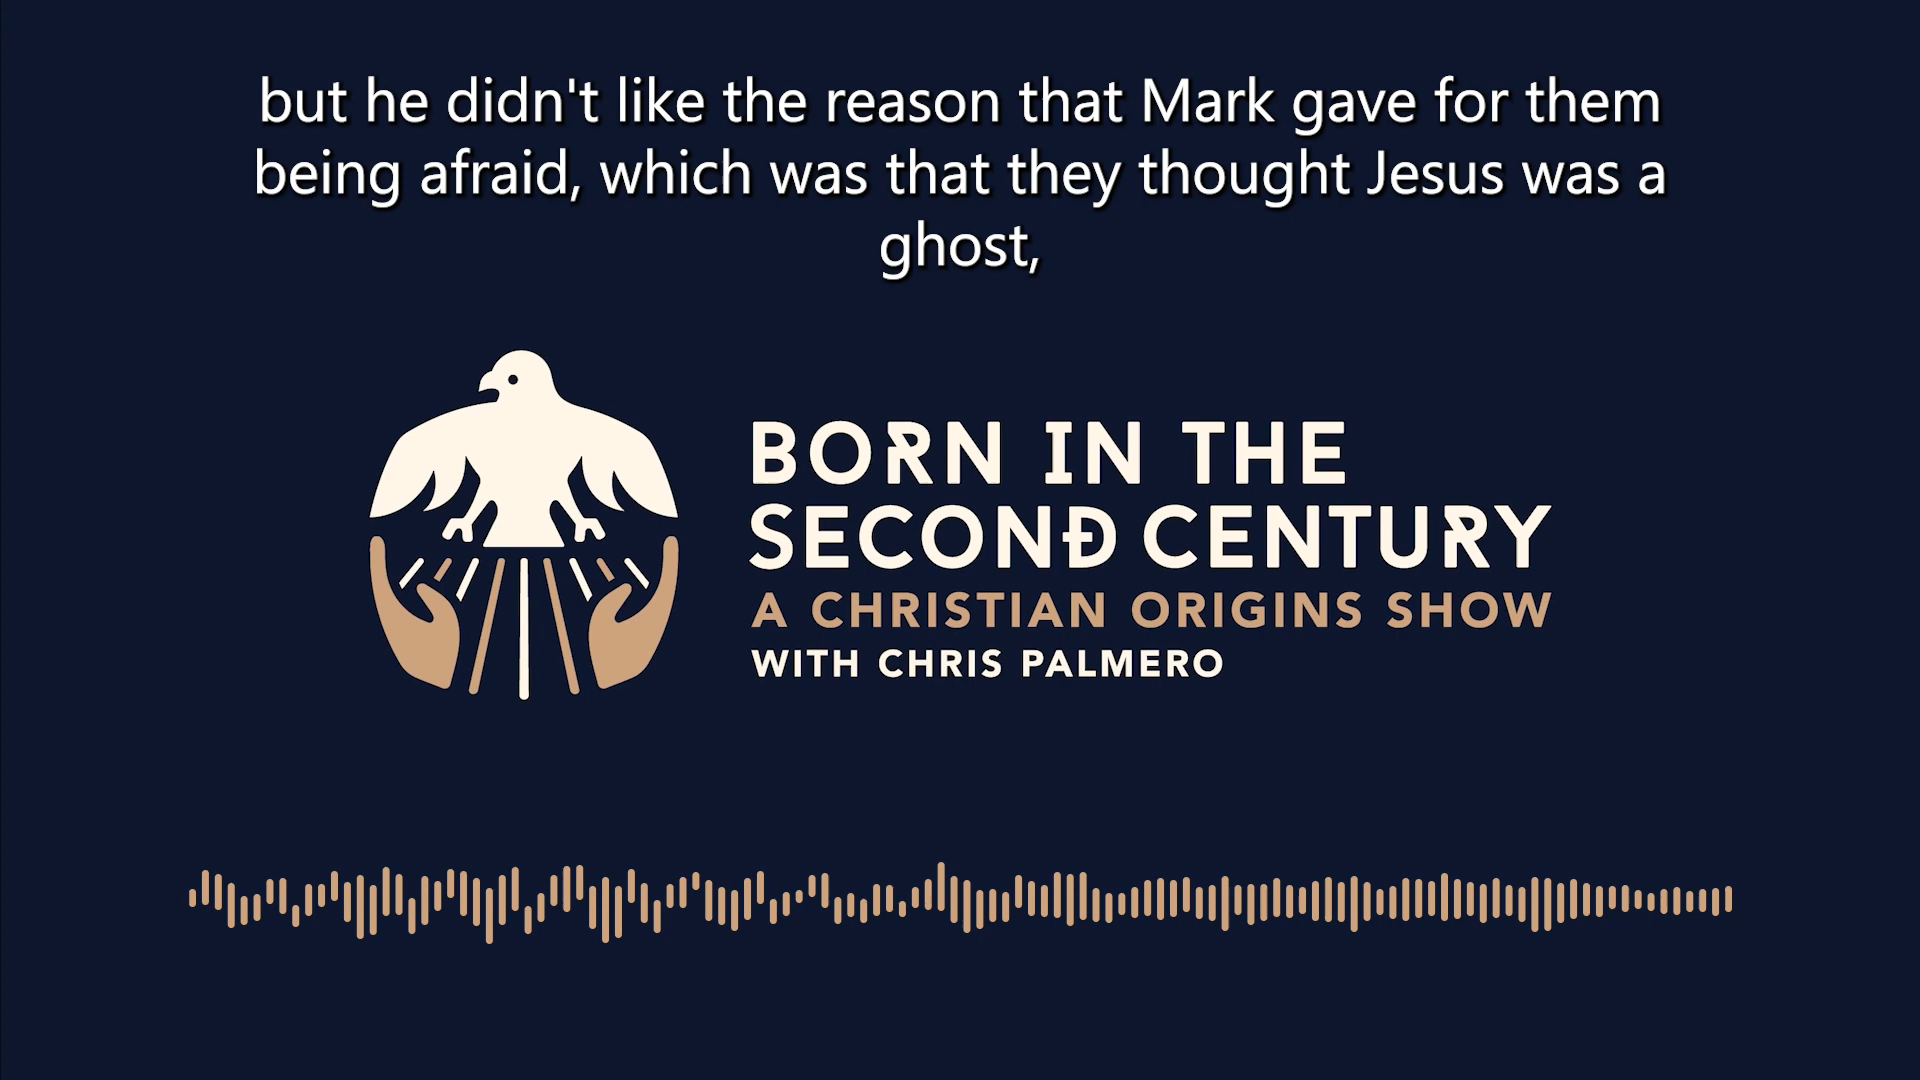 but he didn't like the reason that Mark gave for them
being afraid, which was that they thought Jesus was a
ghost,
BORN IN THE
SECOND CENTURY
A CHRISTIAN ORIGINS SHOW
WITH CHRIS PALMERO